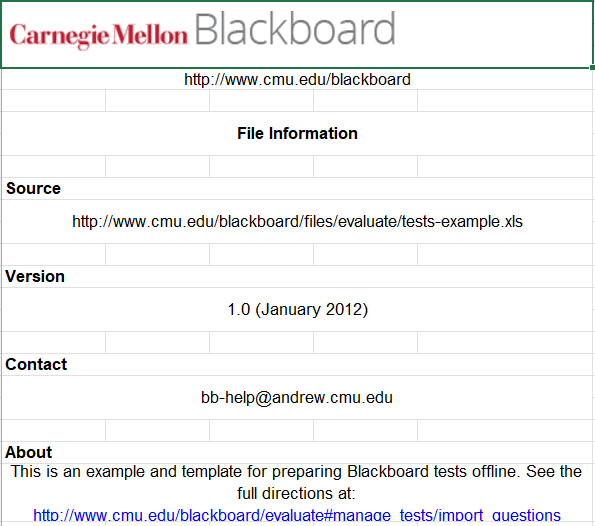 Carnegie Mellon Blackboard
http://www.cmu.edu/blackboard
File Information
Source
http://www.cmu.edu/blackboard/files/evaluate/tests-example.xls
Version
1.0 (January 2012)
Contact
bb-help@andrew.cmu.edu
About
This is an example and template for preparing Blackboard tests offline. See the
full directions at:
http://www.cmu.edu/blackboard/evaluate#manage_tests/import_questions